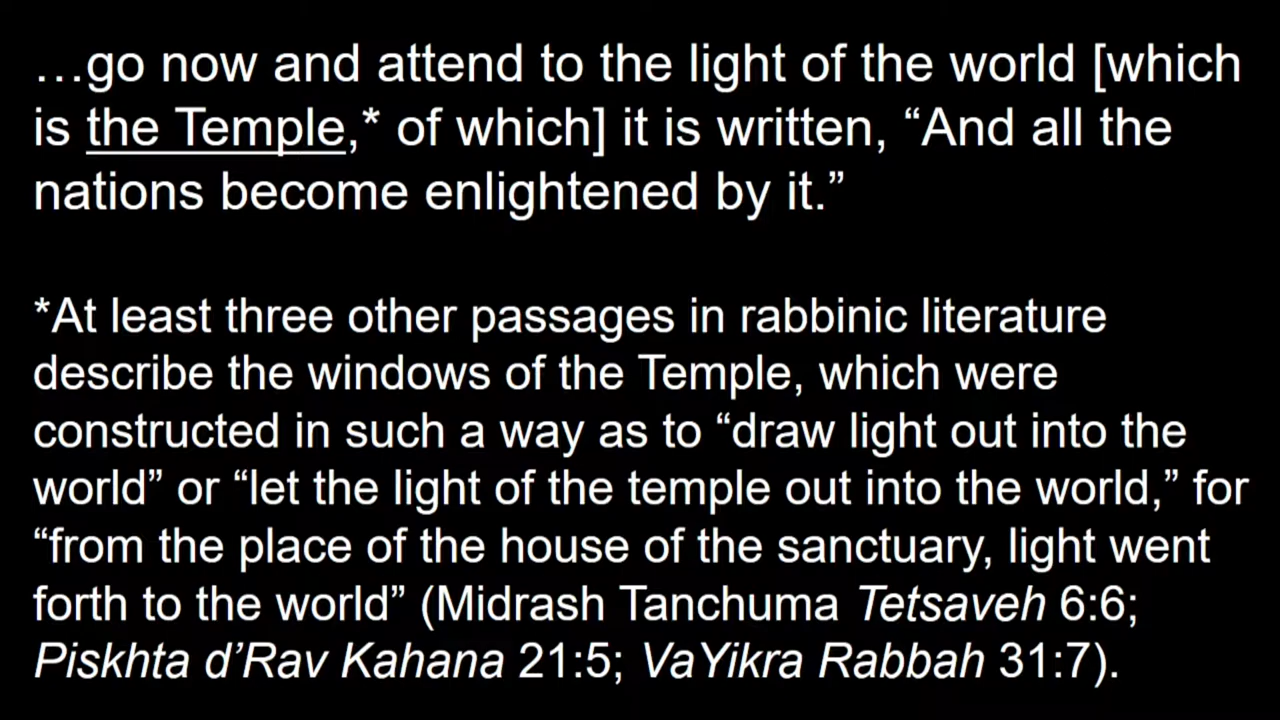 …go now and attend to the light of the world [which
is the Temple,* of which] it is written, “And all the
nations become enlightened by it.”
*At least three other passages in rabbinic literature
describe the windows of the Temple, which were
constructed in such a way as to “draw light out into the
world” or “let the light of the temple out into the world,” for
“from the place of the house of the sanctuary, light went
forth to the world” (Midrash Tanchuma Tetsaveh 6:6;
Piskhta d’Rav Kahana 21:5; VaYikra Rabbah 31:7).